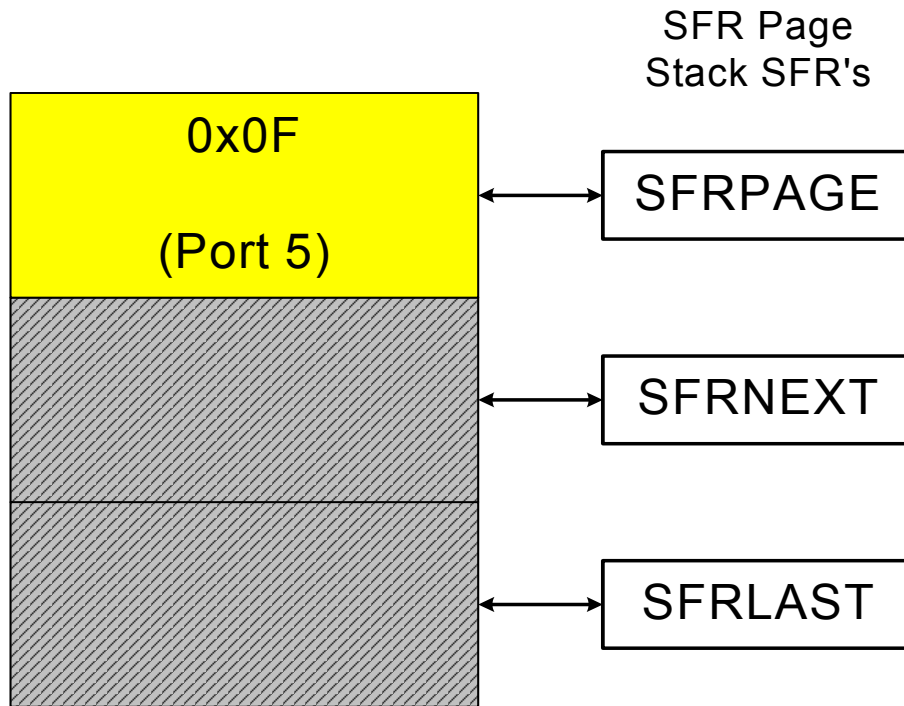 SFR Page
Stack SFR's
0x0F
(Port 5)
SFRPAGE
SFRNEXT
SFRLAST